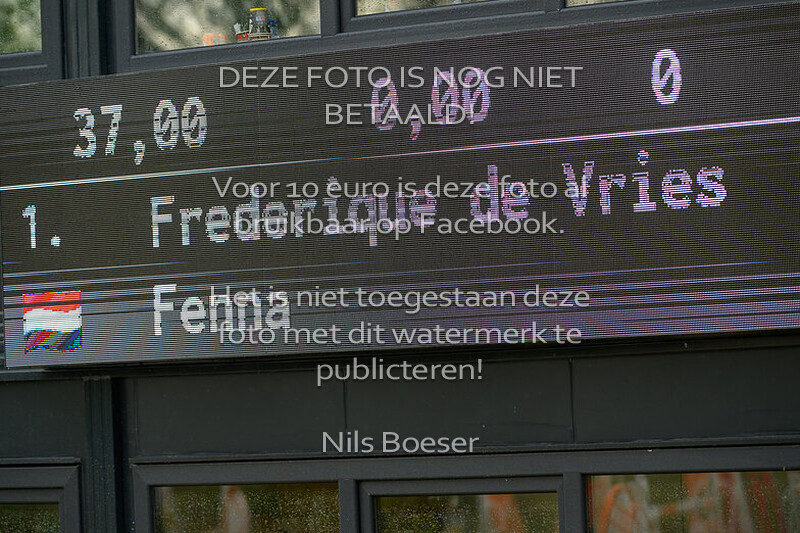 DEZE FOTO IS NOG NIET
BETAALD!
37,00 0,00 0
Voor 10 euro is deze foto al
bruikbaar op Facebook.
1. Frederique de Vries
Het is niet toegestaan deze
foto met dit watermerk te
publicteren!
Fenna
Nils Boeser